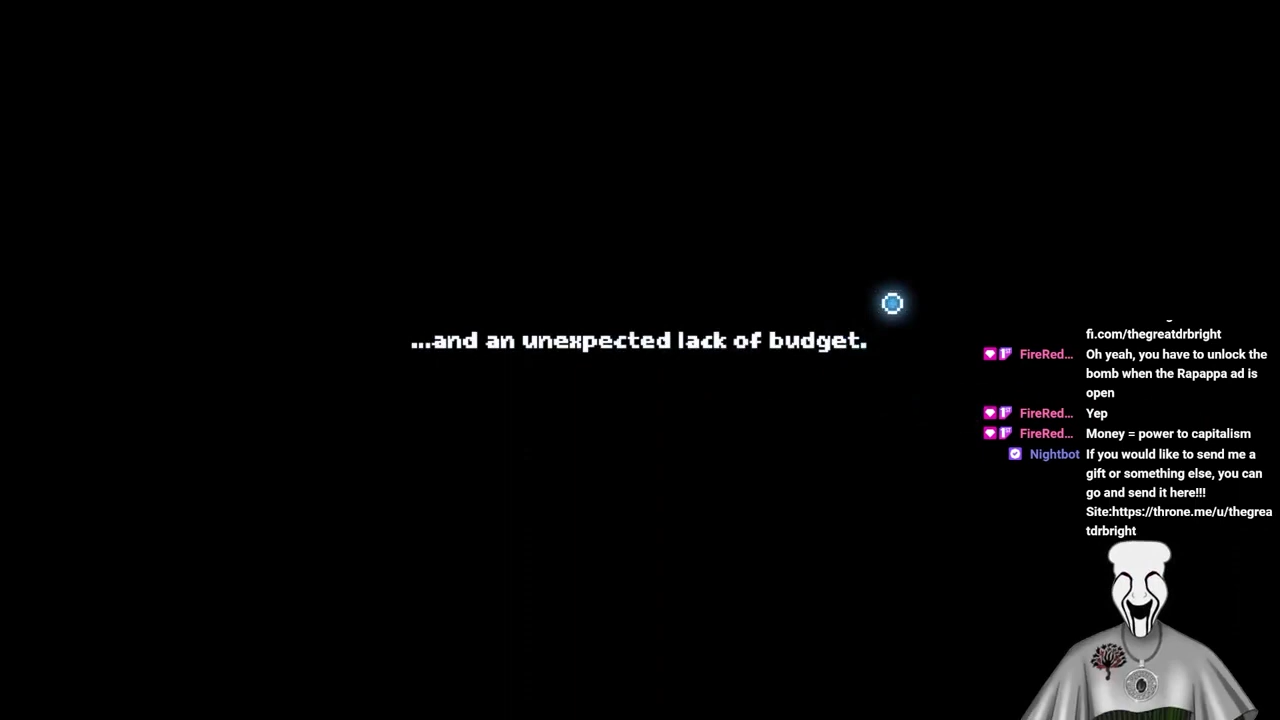 ...and an unexpected lack of budget.
fi.com/thegreatdrbright
FireRed... Oh yeah, you have to unlock the
bomb when the Rapappa ad is
open
FireRed... Yep
FireRed... Money = power to capitalism
Nightbot If you would like to send me a
gift or something else, you can
go and send it here!!!
Site:https://throne.me/u/thegrea
tdrbright